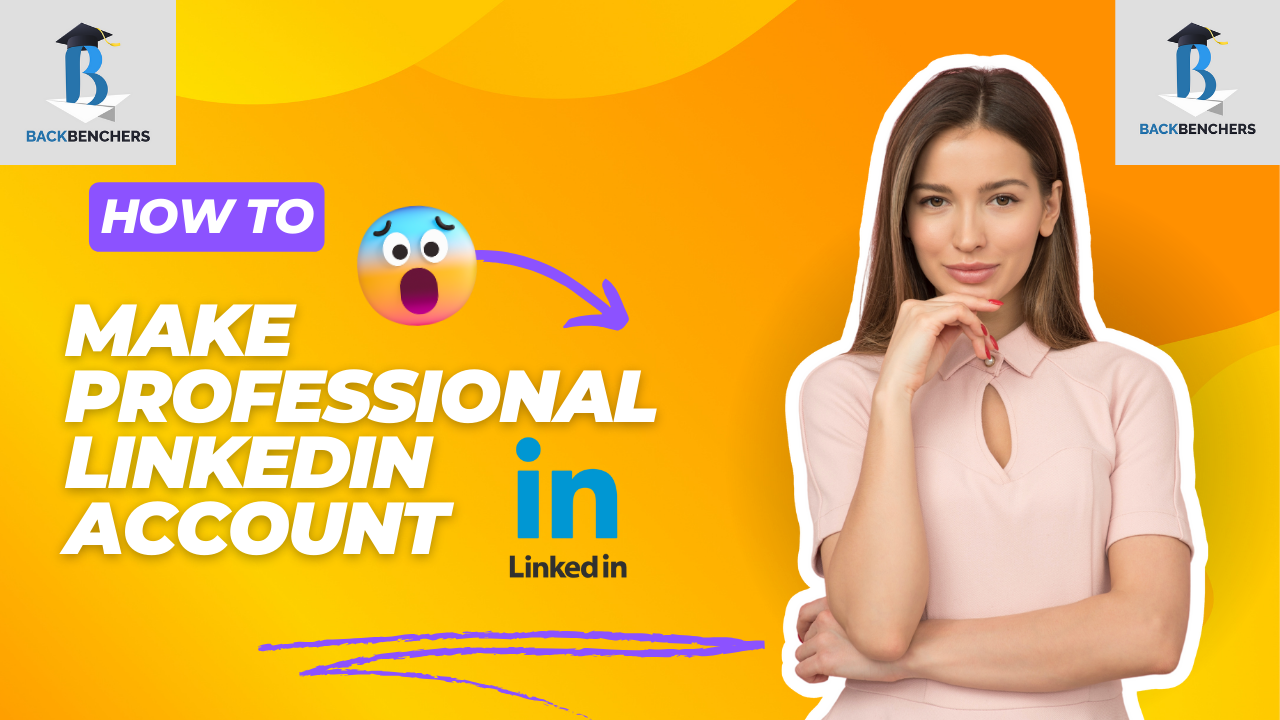 BACKBENCHERS
BACKBENCHERS
HOW TO
MAKE
PROFESSIONAL
LINKEDIN
ACCOUNT
in
Linked in